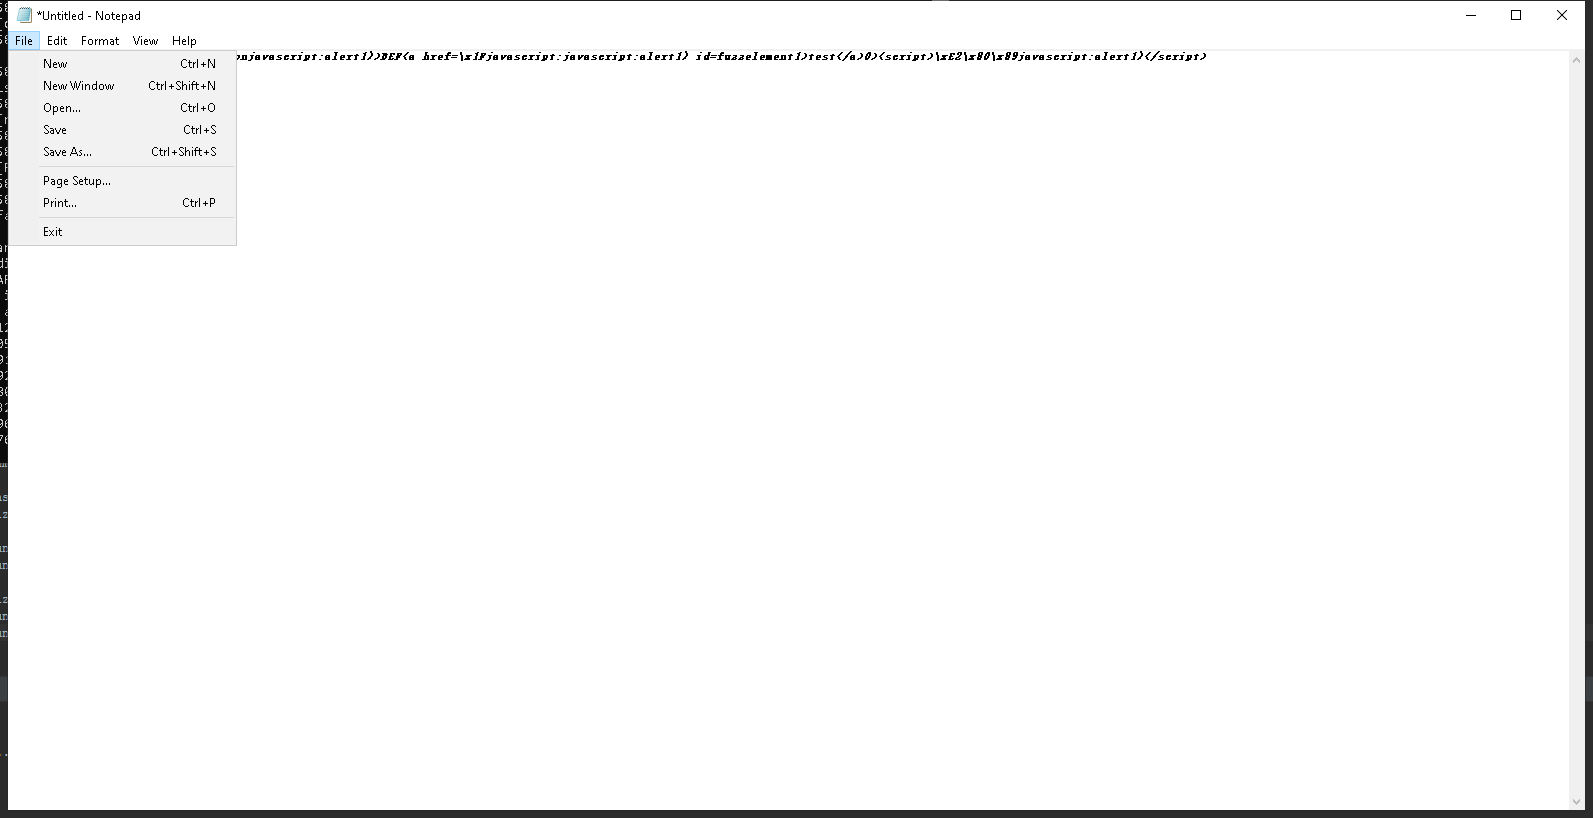 *Untitled - Notepad
File Edit Format View Help
onjavascript:alert1)>DEF<a href=\x1Fjavascript:javascript:alert1) id=fuzzelement1>test</a>0)<script>\xE2\x80\x89javascript:alert1)</script>
New Ctrl+N
New Window Ctrl+Shift+N
Open... Ctrl+O
Save Ctrl+S
Save As... Ctrl+Shift+S
Page Setup...
Print... Ctrl+P
Exit